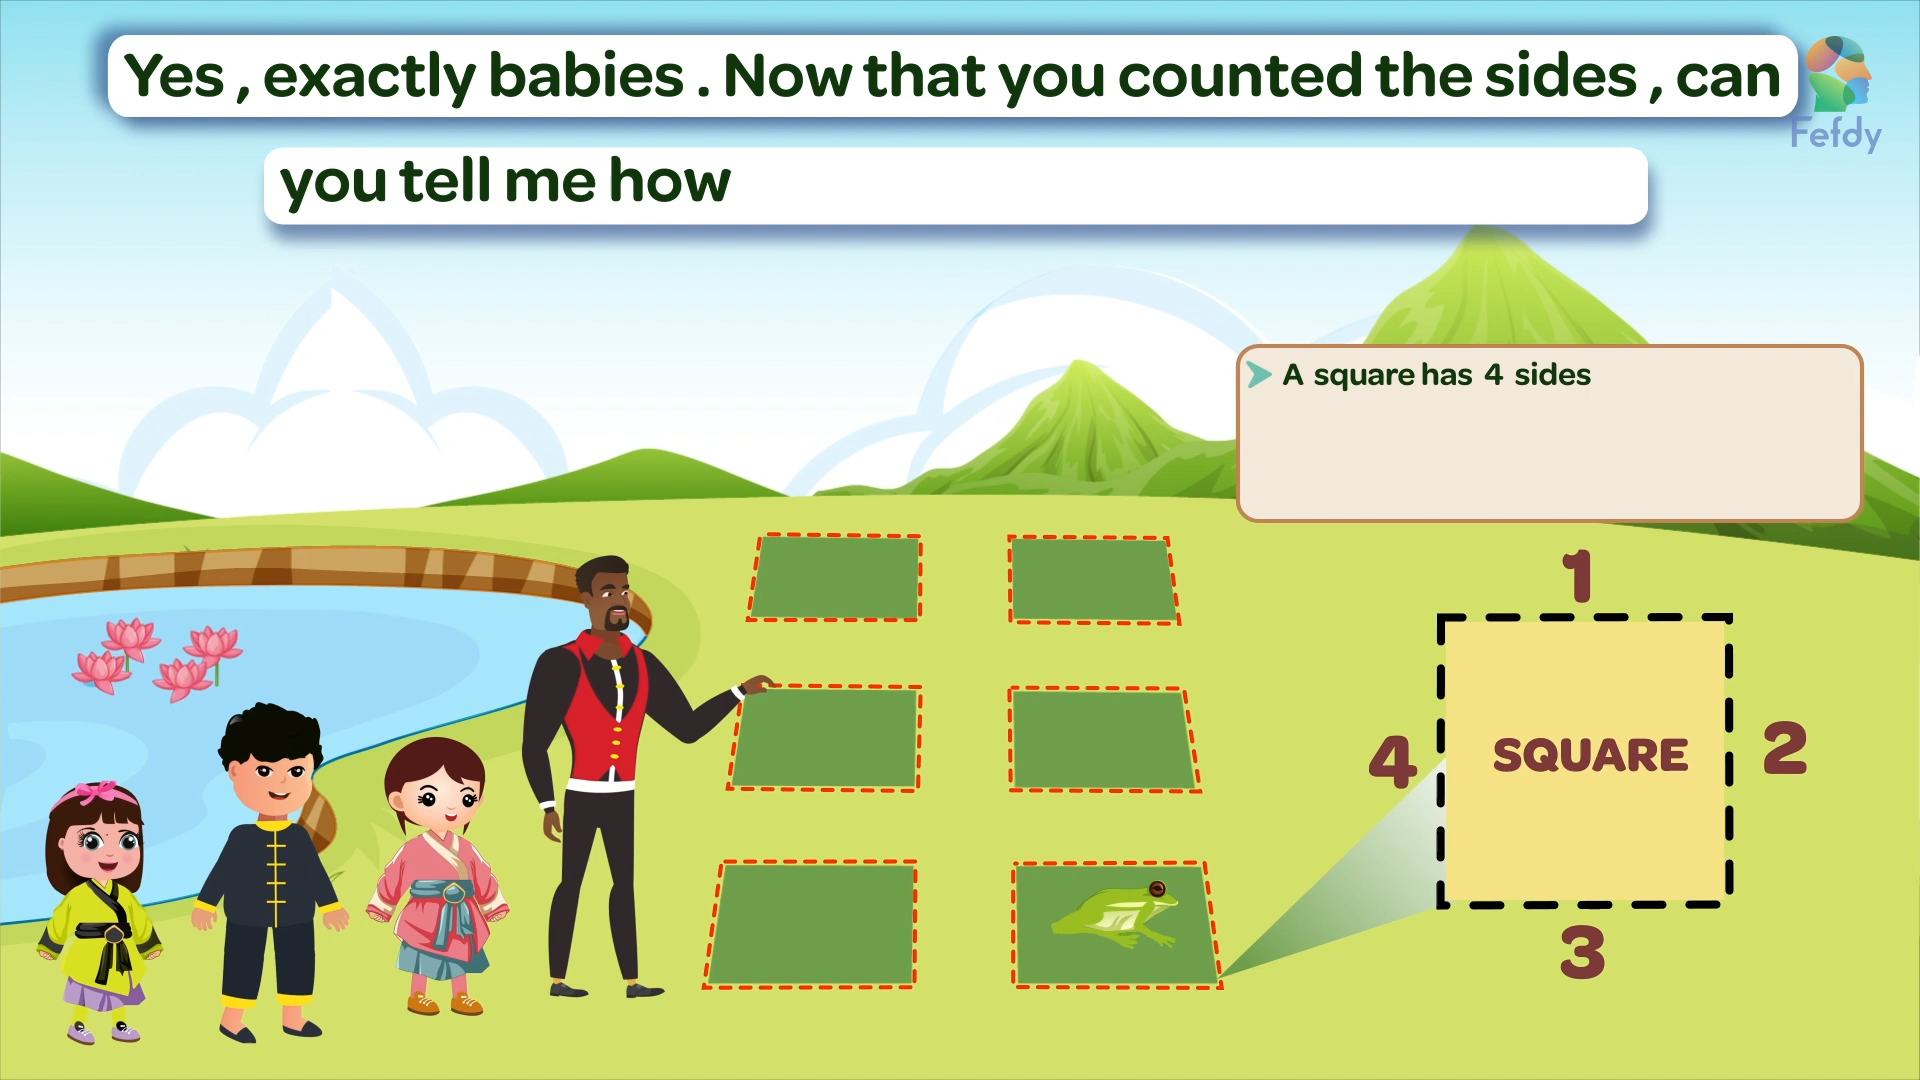 Yes , exactly babies . Now that you counted the sides , can
you tell me how
Fefdy
A square has 4 sides
1
SQUARE
4
2
3